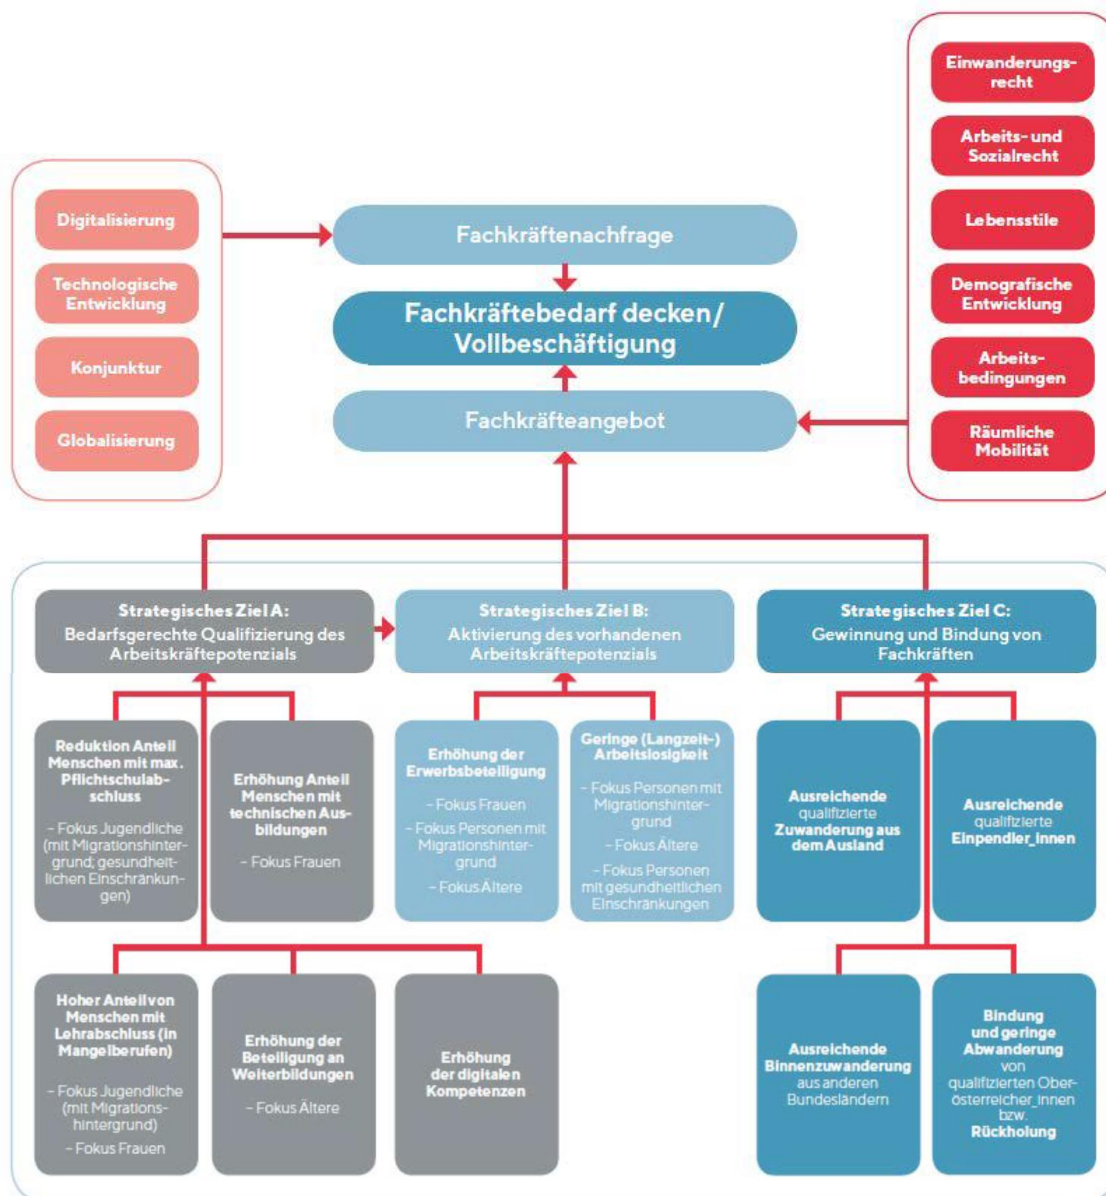 Einwanderungs-
recht
Arbeits- und
Sozialrecht
Lebensstile
Demografische
Entwicklung
Arbeits-
bedingungen
Räumliche
Mobilität
Digitalisierung
Technologische
Entwicklung
Konjunktur
Globalisierung
Fachkräftenachfrage
Fachkräftebedarf decken/
Vollbeschäftigung
Fachkräfteangebot
Strategisches Ziel A:
Bedarfsgerechte Qualifizierung des
Arbeitskräftepotenzials
Strategisches Ziel B:
Aktivierung des vorhandenen
Arbeitskräftepotenzials
Strategisches Ziel C:
Gewinnung und Bindung von
Fachkräften
Reduktion Anteil
Menschen mit max.
Pflichtschulab-
schluss
– Fokus Jugendliche
(mit Migrationshinter-
grund; gesundheit-
lichen Einschränkun-
gen)
Erhöhung Anteil
Menschen mit
technischen Aus-
bildungen
– Fokus Frauen
Erhöhung der
Erwerbsbeteiligung
– Fokus Frauen
– Fokus Personen mit
Migrationshinter-
grund
– Fokus Ältere
Geringe (Langzeit-)
Arbeitslosigkeit
– Fokus Personen mit
Migrationshinter-
grund
– Fokus Ältere
– Fokus Personen
mit gesundheitlichen
Einschränkungen
Ausreichende
qualifizierte
Zuwanderung aus
dem Ausland
Ausreichende
qualifizierte
Einpendler_innen
Hoher Anteil von
Menschen mit
Lehrabschluss (in
Mangelberufen)
– Fokus Jugendliche
(mit Migrations-
hintergrund)
– Fokus Frauen
Erhöhung der
Beteiligung an
Weiterbildungen
– Fokus Ältere
Erhöhung
der digitalen
Kompetenzen
Ausreichende
Binnenzuwanderung
aus anderen
Bundesländern
Bindung
und geringe
Abwanderung
von
qualifizierten Ober-
österreicher_innen
bzw.
Rückholung